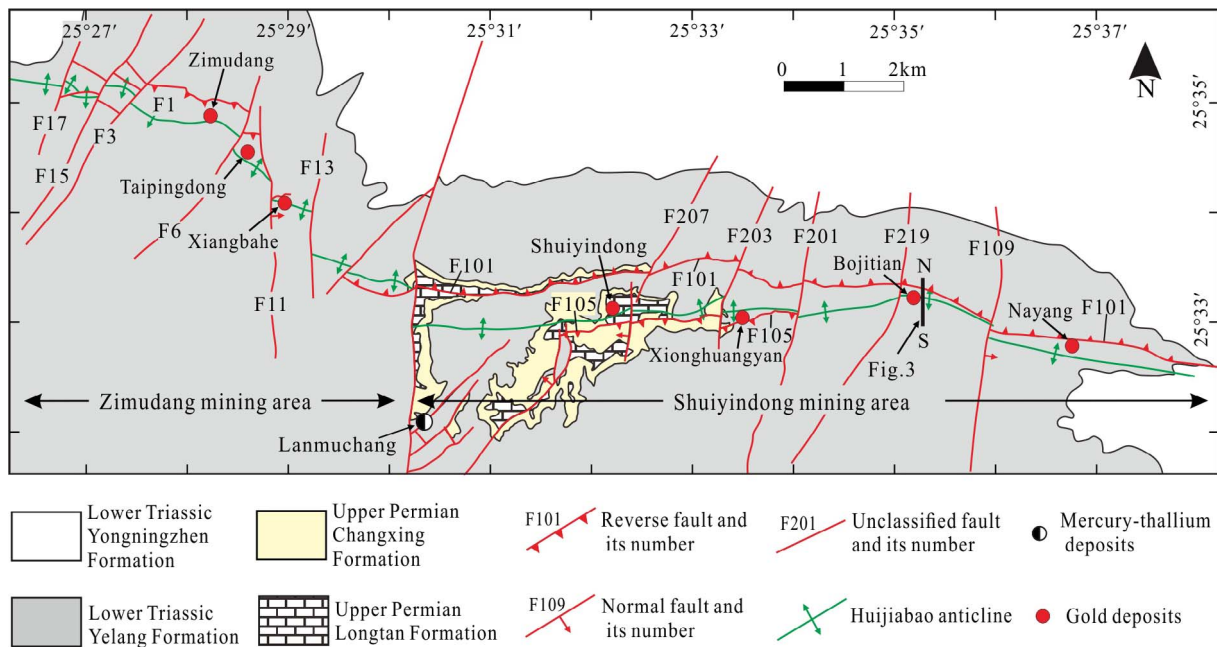 25°27′
25°29′
25°31′
25°33′
25°35′
25°37′
Zimudang
0
1
2km
N
25°35′
F1
F17
F3
F15
Taipingdong
F13
F6
Xiangbahe
F207
F203
F201
F219
F109
Shuiyindong
Bojitian
N
F101
F101
F105
F11
F105
Xionghuangyan
Nayang
F101
25°33′
S
Fig.3
Zimudang mining area
Shuiyindong mining area
Lanmuchang
Lower Triassic
Yongningzhen
Formation
Upper Permian
Changxing
Formation
F101
Reverse fault and
its number
F201
Unclassified fault
and its number
Mercury-thallium
deposits
Lower Triassic
Yelang Formation
Upper Permian
Longtan Formation
F109
Normal fault and
its number
Huijiabao anticline
Gold deposits